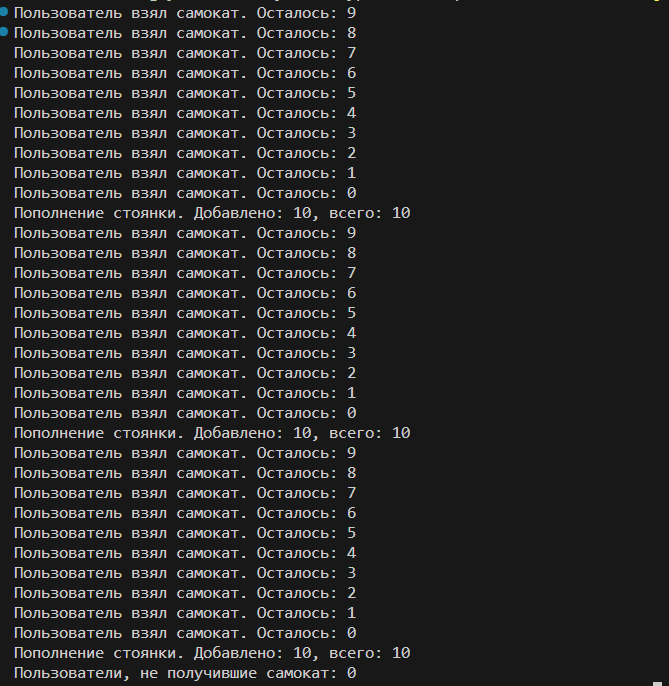 Пользователь взял самокат. Осталось: 9
Пользователь взял самокат. Осталось: 8
Пользователь взял самокат. Осталось: 7
Пользователь взял самокат. Осталось: 6
Пользователь взял самокат. Осталось: 5
Пользователь взял самокат. Осталось: 4
Пользователь взял самокат. Осталось: 3
Пользователь взял самокат. Осталось: 2
Пользователь взял самокат. Осталось: 1
Пользователь взял самокат. Осталось: 0
Пополнение стоянки. Добавлено: 10, всего: 10
Пользователь взял самокат. Осталось: 9
Пользователь взял самокат. Осталось: 8
Пользователь взял самокат. Осталось: 7
Пользователь взял самокат. Осталось: 6
Пользователь взял самокат. Осталось: 5
Пользователь взял самокат. Осталось: 4
Пользователь взял самокат. Осталось: 3
Пользователь взял самокат. Осталось: 2
Пользователь взял самокат. Осталось: 1
Пользователь взял самокат. Осталось: 0
Пополнение стоянки. Добавлено: 10, всего: 10
Пользователь взял самокат. Осталось: 9
Пользователь взял самокат. Осталось: 8
Пользователь взял самокат. Осталось: 7
Пользователь взял самокат. Осталось: 6
Пользователь взял самокат. Осталось: 5
Пользователь взял самокат. Осталось: 4
Пользователь взял самокат. Осталось: 3
Пользователь взял самокат. Осталось: 2
Пользователь взял самокат. Осталось: 1
Пользователь взял самокат. Осталось: 0
Пополнение стоянки. Добавлено: 10, всего: 10
Пользователи, не получившие самокат: 0